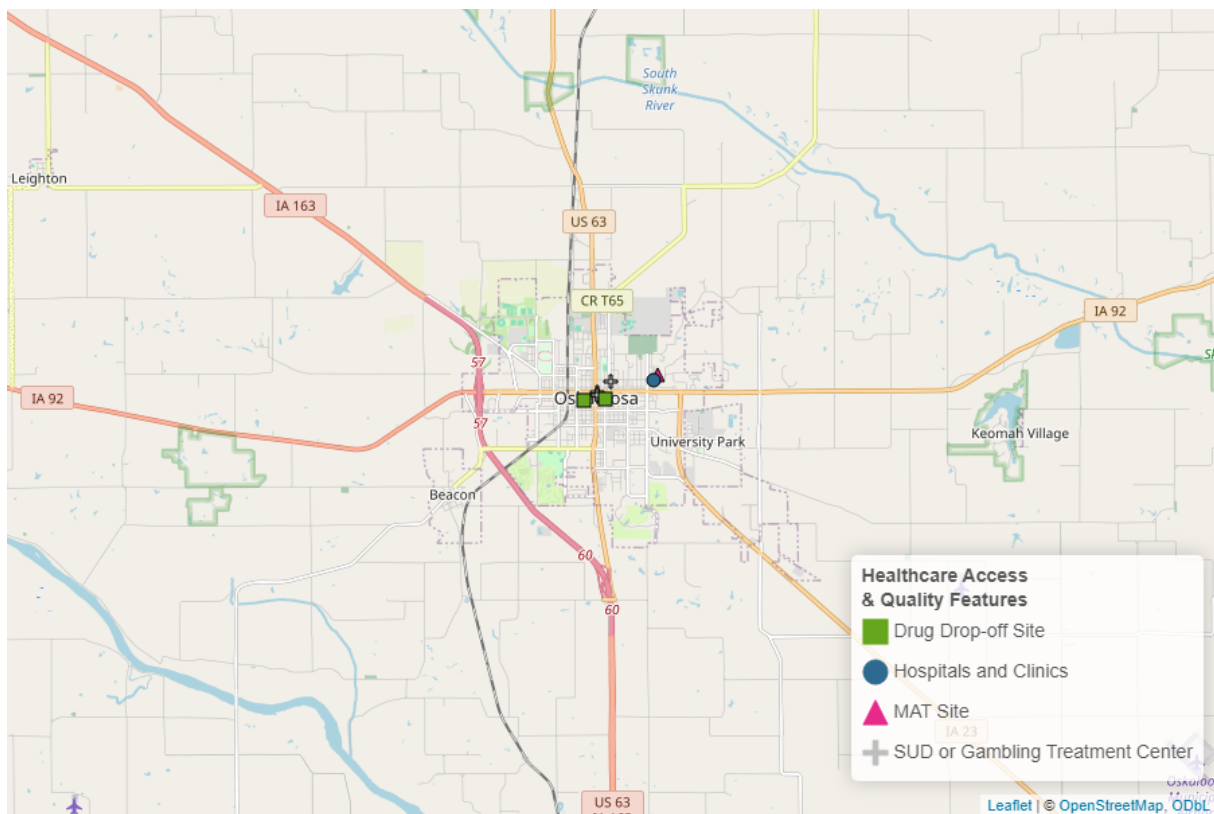 South
Skunk
River
Leighton
IA 163
US 63
CR T65
IA 92
57
IA 92
57
University Park
Keomah Village
Beacon
60
60
Healthcare Access
& Quality Features
Drug Drop-off Site
Hospitals and Clinics
MAT Site
SUD or Gambling Treatment Center
IA 23
US 63
Leaflet | © OpenStreetMap, ODbL